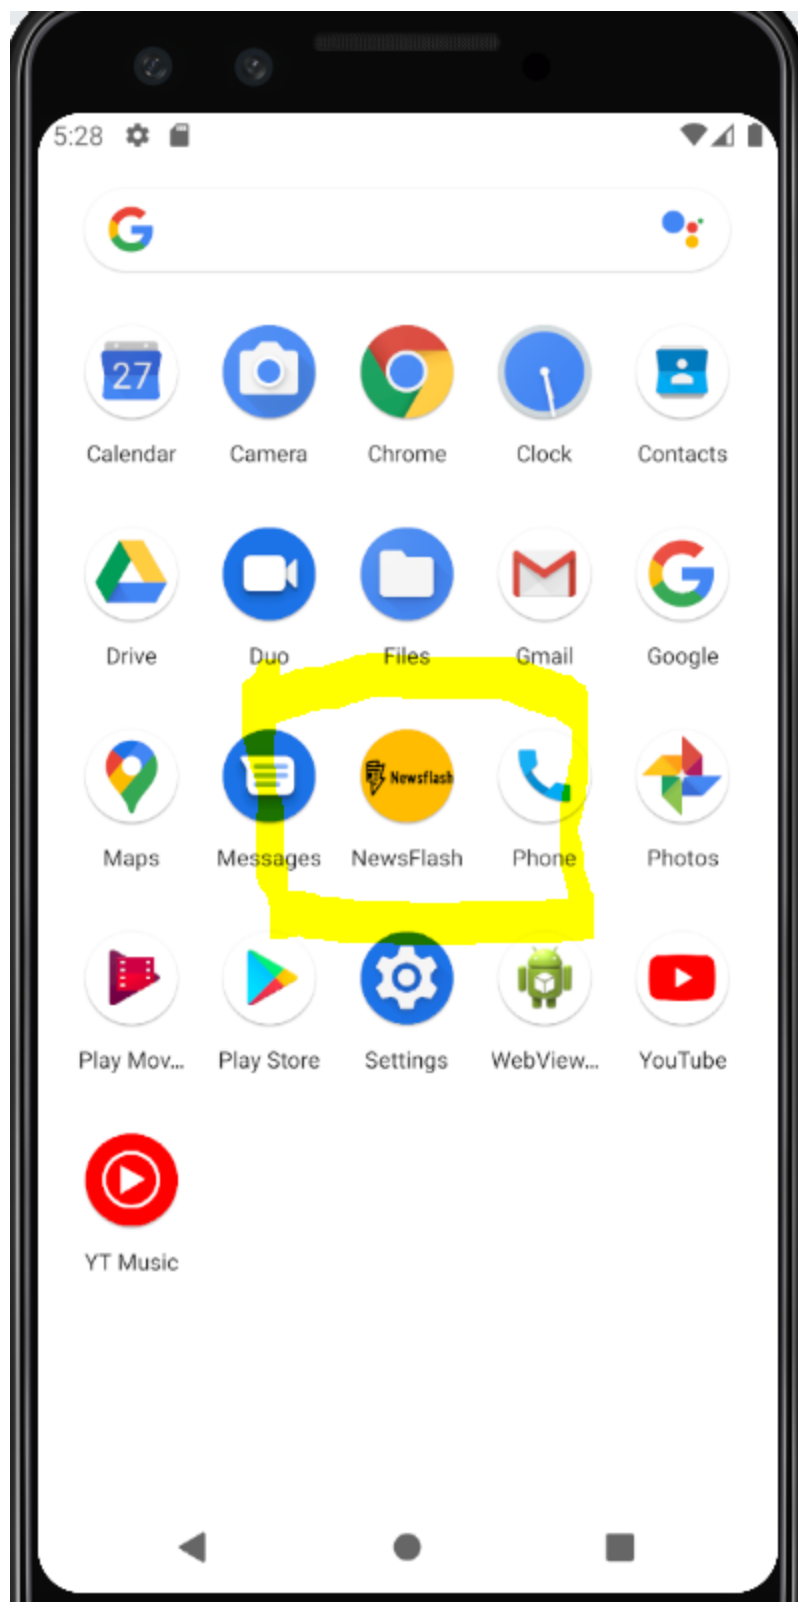 5:28
27
Calendar Camera Chrome Clock Contacts
Drive Duo Files Gmail Google
Newsflash
Maps Messages NewsFlash Phone Photos
Play Mov... Play Store Settings WebView... YouTube
YT Music